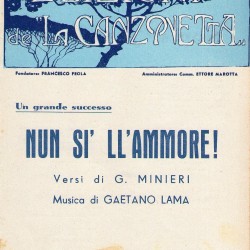 de "LA CANZONETTA"
Fondatore: FRANCESCO FEOLA Amministratore: Comm. ETTORE MAROTTA
Un grande successo
NUN SI' LL'AMMORE!
Versi di G. MINIERI
Musica di GAETANO LAMA